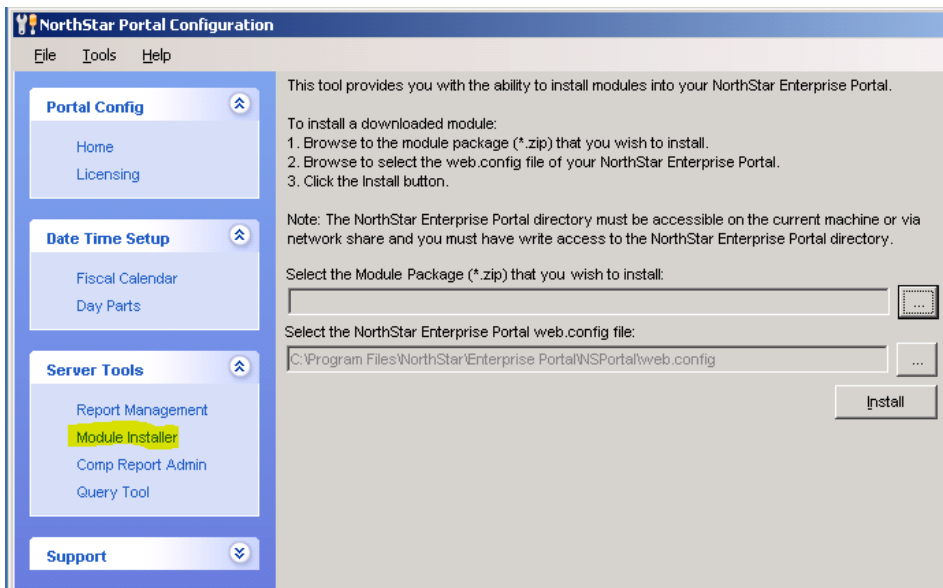 NorthStar Portal Configuration
File Tools Help
Portal Config
Home
Licensing
Date Time Setup
Fiscal Calendar
Day Parts
Server Tools
Report Management
Module Installer
Comp Report Admin
Query Tool
Support
This tool provides you with the ability to install modules into your NorthStar Enterprise Portal.
To install a downloaded module:
1. Browse to the module package (*.zip) that you wish to install.
2. Browse to select the web.config file of your NorthStar Enterprise Portal.
3. Click the Install button.
Note: The NorthStar Enterprise Portal directory must be accessible on the current machine or via
network share and you must have write access to the NorthStar Enterprise Portal directory.
Select the Module Package (*.zip) that you wish to install:
...
Select the NorthStar Enterprise Portal web.config file:
C:\Program Files\NorthStar\Enterprise Portal\NSPortal\web.config
...
Install